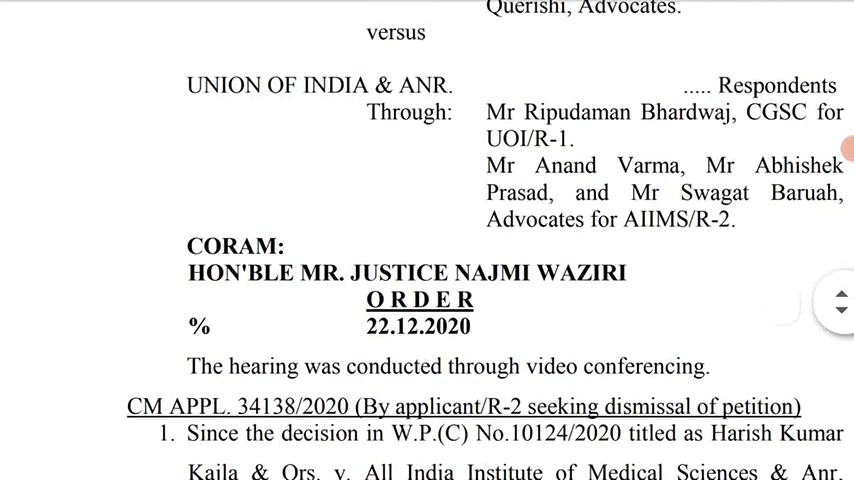 Querishi, Advocates.
versus
UNION OF INDIA & ANR. ..... Respondents
Through: Mr Ripudaman Bhardwaj, CGSC for
UOI/R-1.
Mr Anand Varma, Mr Abhishek
Prasad, and Mr Swagat Baruah,
Advocates for AIIMS/R-2.
CORAM:
HON'BLE MR. JUSTICE NAJMI WAZIRI
O R D E R
% 22.12.2020
The hearing was conducted through video conferencing.
CM APPL. 34138/2020 (By applicant/R-2 seeking dismissal of petition)
1. Since the decision in W.P.(C) No.10124/2020 titled as Harish Kumar
Kajla & Ors. v. All India Institute of Medical Sciences & Anr.